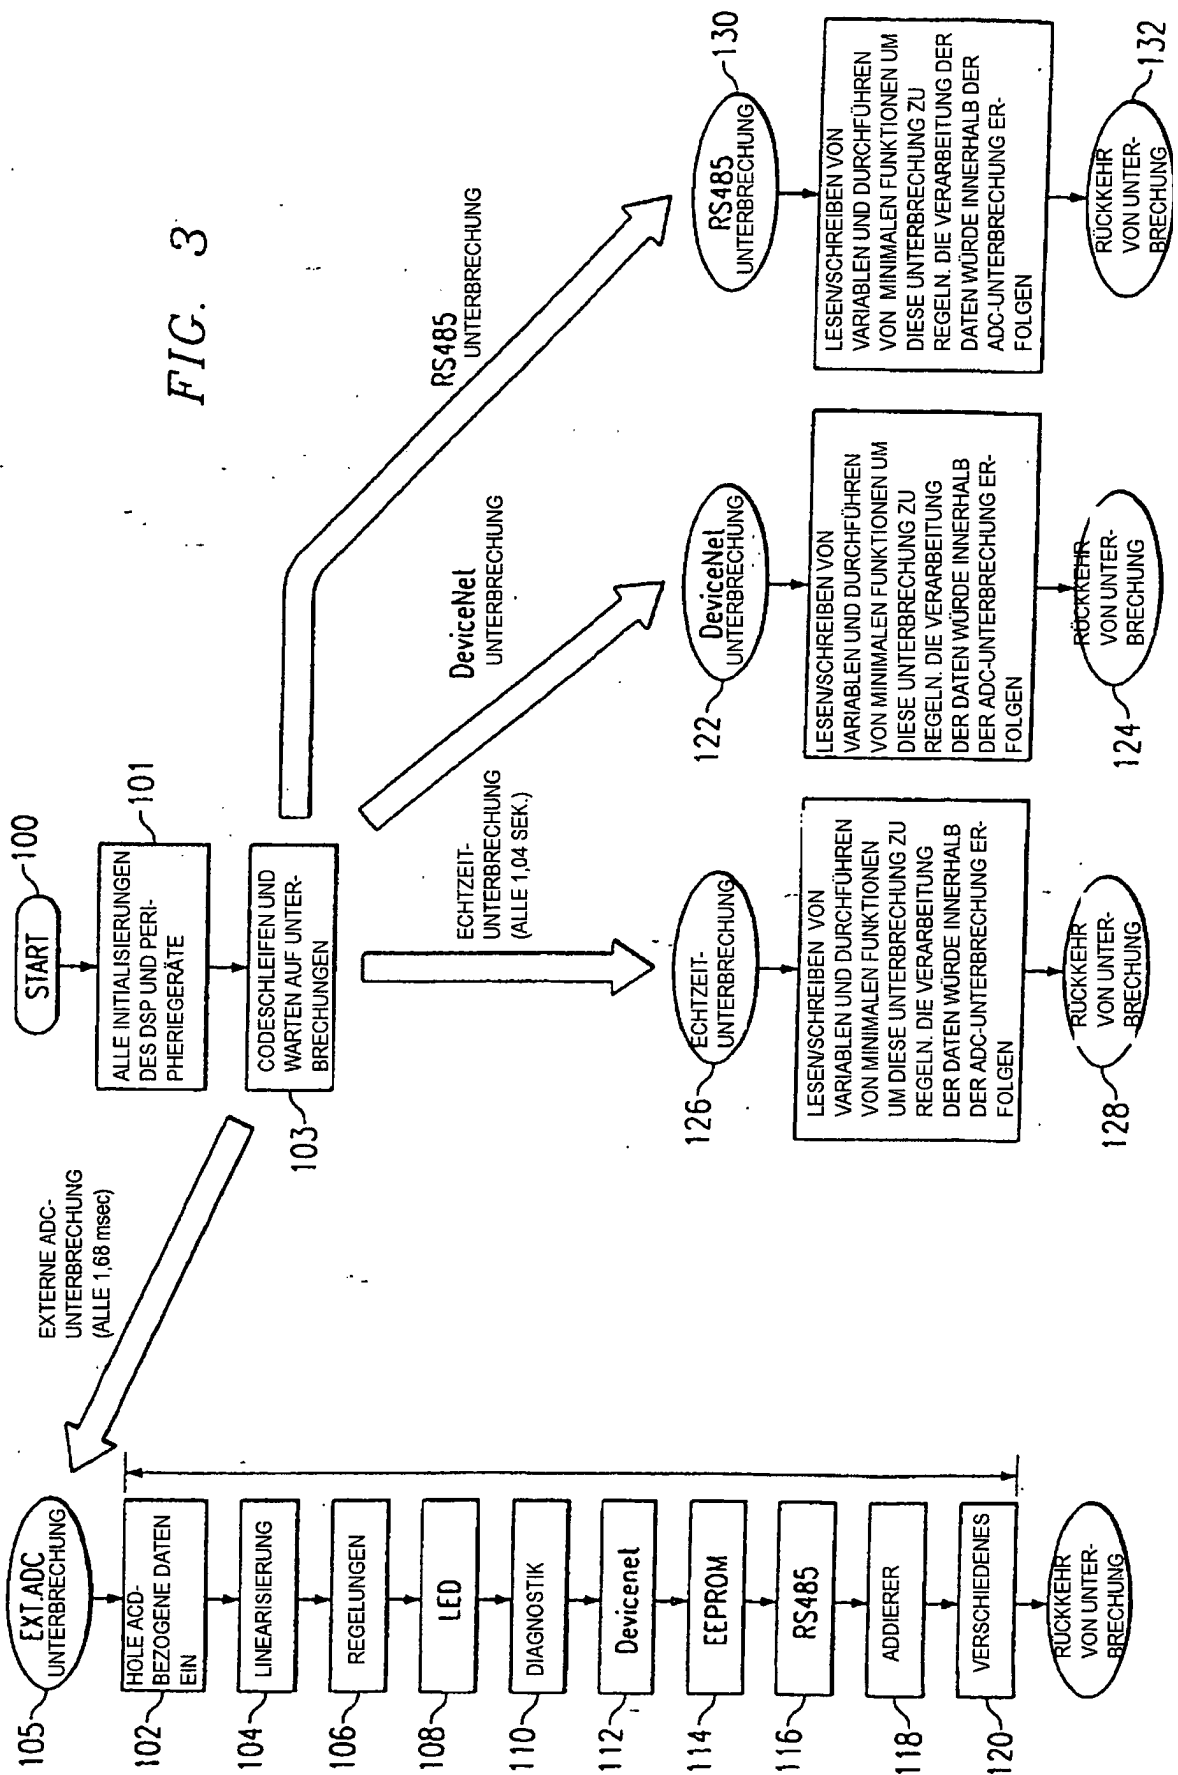 FIG. 3
START
100
ALLE INITIALISIERUNGEN
DES DSP UND PERI-
PHERIEGERÄTE
101
CODESCHLEIFEN UND
WARTEN AUF UNTER-
BRECHUNGEN
103
EXTERNE ADC-
UNTERBRECHUNG
(ALLE 1,68 msec)
ECHTZEIT-
UNTERBRECHUNG
(ALLE 1,04 SEK.)
DeviceNet
UNTERBRECHUNG
RS485
UNTERBRECHUNG
EXT.ADC
UNTERBRECHUNG
105
HOLE ACD-
BEZOGENE DATEN
EIN
102
LINEARISIERUNG
104
REGELUNGEN
106
LED
108
DIAGNOSTIK
110
Devicenet
112
EEPROM
114
RS485
116
ADDIERER
118
VERSCHIEDENES
120
RÜCKKEHR
VON UNTER-
BRECHUNG
ECHTZEIT-
UNTERBRECHUNG
126
LESEN/SCHREIBEN VON
VARIABLEN UND DURCHFÜHREN
VON MINIMALEN FUNKTIONEN
UM DIESE UNTERBRECHUNG ZU
REGELN. DIE VERARBEITUNG
DER DATEN WÜRDE INNERHALB
DER ADC-UNTERBRECHUNG ER-
FOLGEN
RÜCKKEHR
VON UNTER-
BRECHUNG
128
DeviceNet
UNTERBRECHUNG
122
LESEN/SCHREIBEN VON
VARIABLEN UND DURCHFÜHREN
VON MINIMALEN FUNKTIONEN UM
DIESE UNTERBRECHUNG ZU
REGELN. DIE VERARBEITUNG
DER DATEN WÜRDE INNERHALB
DER ADC-UNTERBRECHUNG ER-
FOLGEN
RÜCKKEHR
VON UNTER-
BRECHUNG
124
RS485
UNTERBRECHUNG
130
LESEN/SCHREIBEN VON
VARIABLEN UND DURCHFÜHREN
VON MINIMALEN FUNKTIONEN UM
DIESE UNTERBRECHUNG ZU
REGELN. DIE VERARBEITUNG DER
DATEN WÜRDE INNERHALB DER
ADC-UNTERBRECHUNG ER-
FOLGEN
RÜCKKEHR
VON UNTER-
BRECHUNG
132